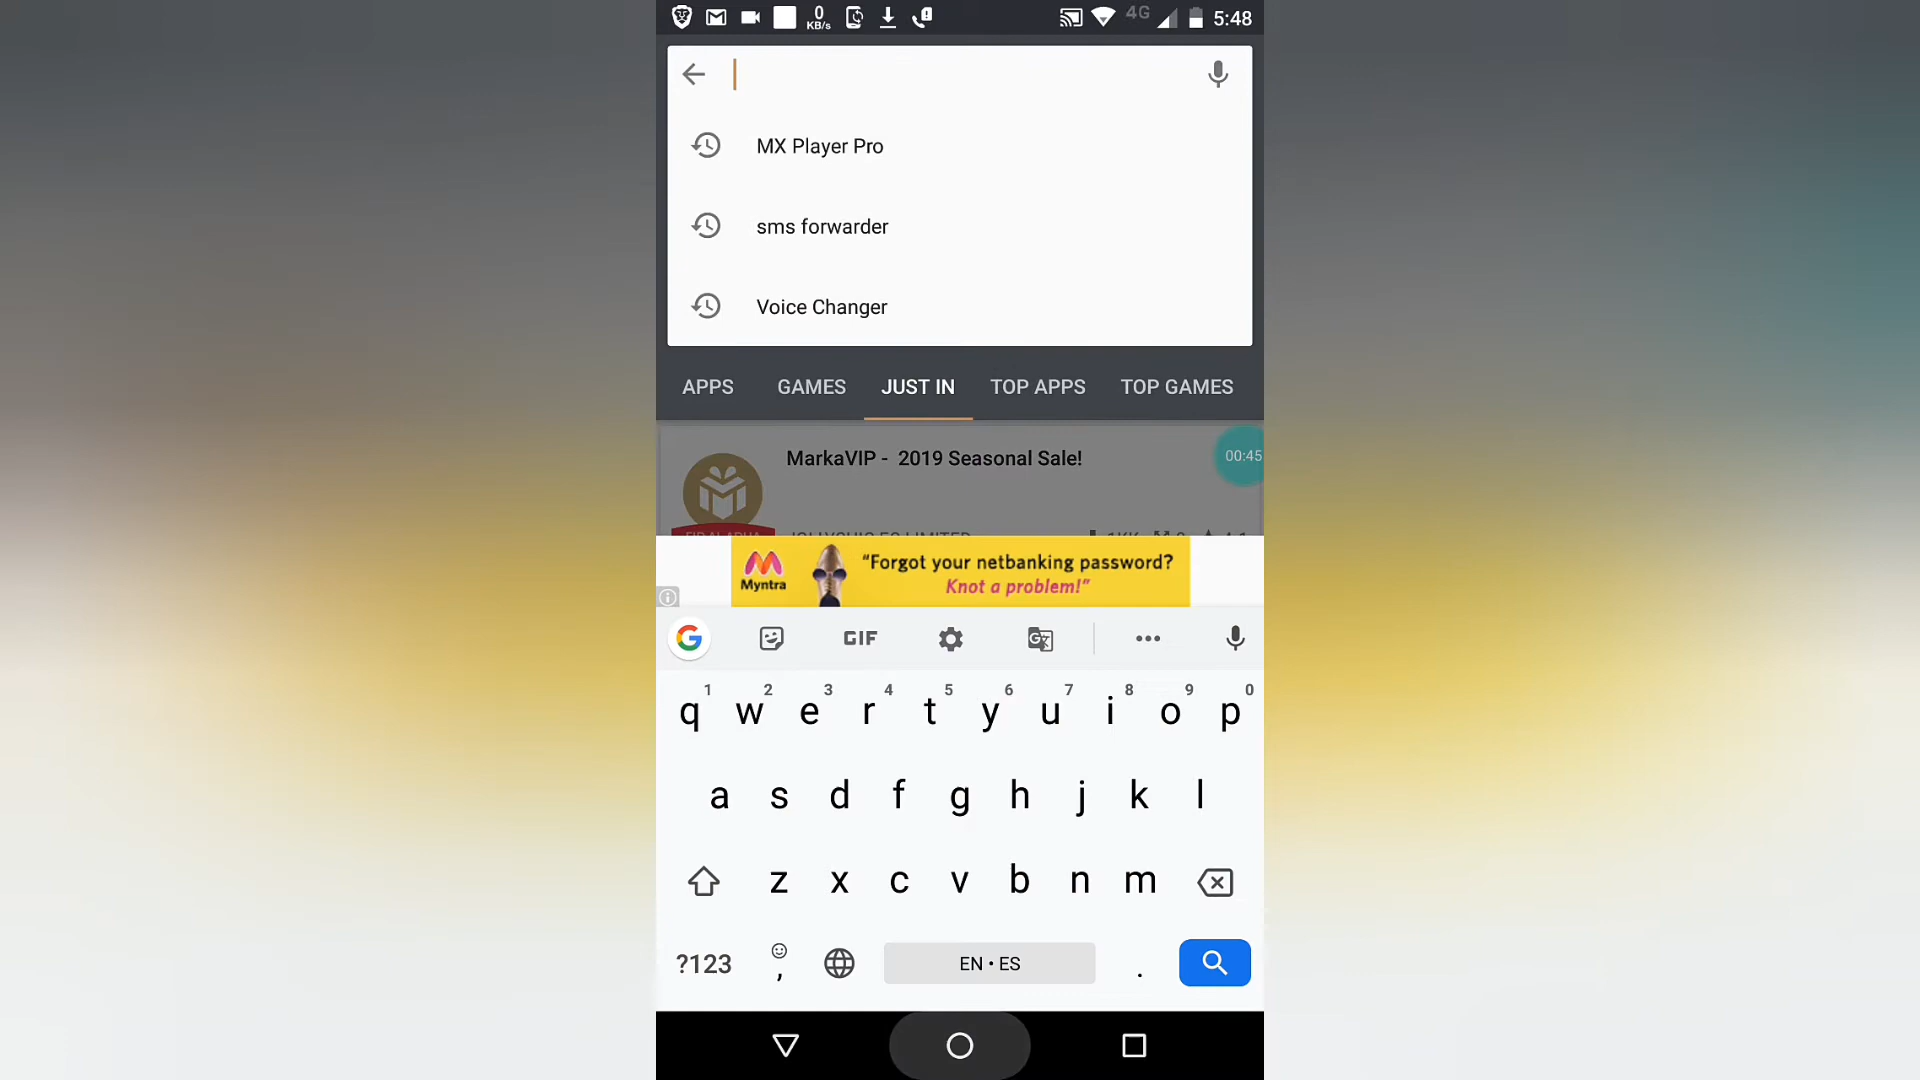 0
KB/s
4G
5:48
MX Player Pro
sms forwarder
Voice Changer
APPS GAMES JUST IN TOP APPS TOP GAMES
MarkaVIP - 2019 Seasonal Sale!
00:45
Myntra
“Forgot your netbanking password?
Knot a problem!”
G GIF G
1 2 3 4 5 6 7 8 9 0
q w e r t y u i o p
a s d f g h j k l
z x c v b n m
?123 , EN • ES .